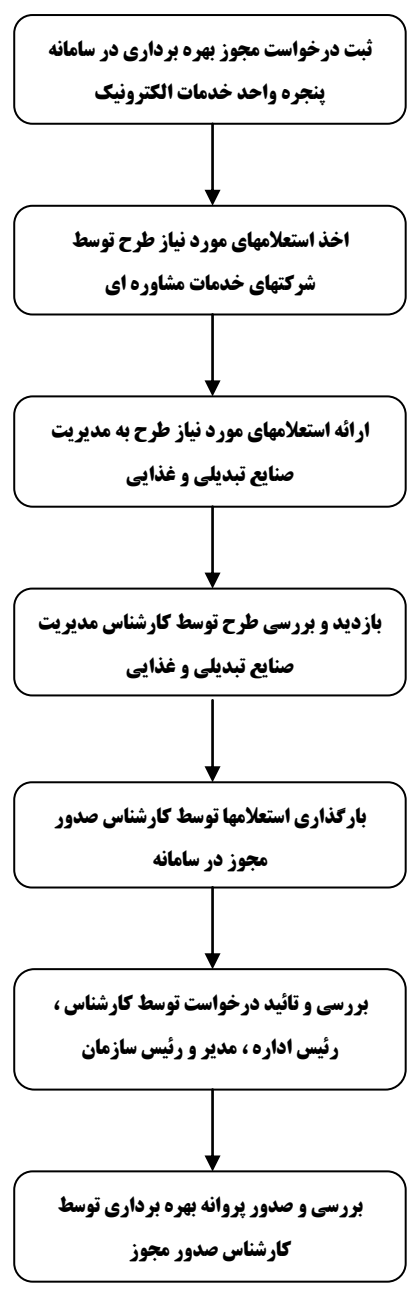 ثبت درخواست مجوز بهره برداری در سامانه
پنجره واحد خدمات الکترونیک
اخذ استعلامهای مورد نیاز طرح توسط
شرکتهای خدمات مشاوره ای
ارائه استعلامهای مورد نیاز طرح به مدیریت
صنایع تبدیلی و غذایی
بازدید و بررسی طرح توسط کارشناس مدیریت
صنایع تبدیلی و غذایی
بارگذاری استعلامها توسط کارشناس صدور
مجوز در سامانه
بررسی و تائید درخواست توسط کارشناس ،
رئیس اداره ، مدیر و رئیس سازمان
بررسی و صدور پروانه بهره برداری توسط
کارشناس صدور مجوز